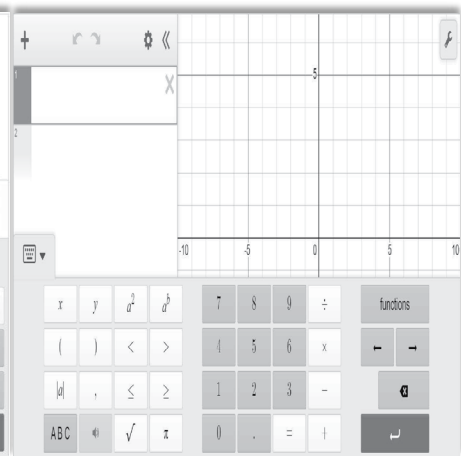 + «
1 X
5
2
-10 -5 0 5 10
x y a² aᵇ 7 8 9 ÷ functions
( ) < > 4 5 6 × ← →
|a| , ≤ ≥ 1 2 3 −
ABC √ π 0 . = +